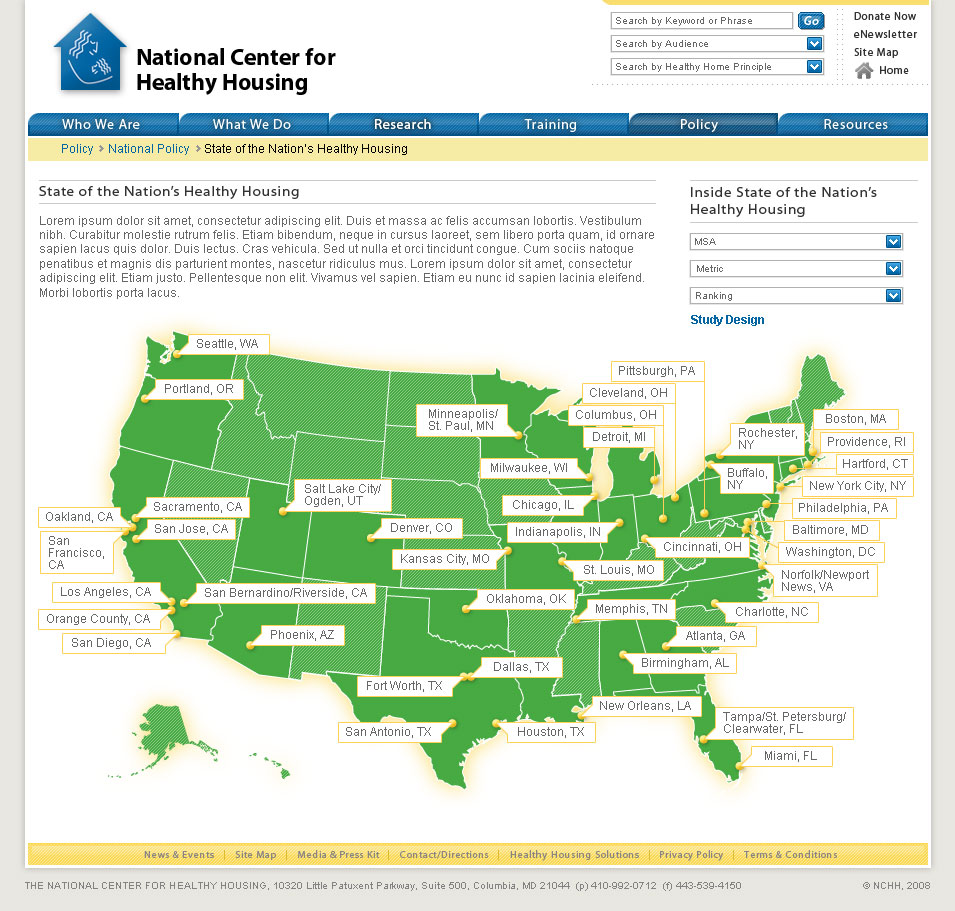 National Center for
Healthy Housing
Search by Keyword or Phrase
Go
Search by Audience
Search by Healthy Home Principle
Donate Now
eNewsletter
Site Map
Home
Who We Are
What We Do
Research
Training
Policy
Resources
Policy > National Policy > State of the Nation's Healthy Housing
State of the Nation's Healthy Housing
Lorem ipsum dolor sit amet, consectetur adipiscing elit. Duis et massa ac felis accumsan lobortis. Vestibulum
nibh. Curabitur molestie rutrum felis. Etiam bibendum, neque in cursus laoreet, sem libero porta quam, id ornare
sapien lacus quis dolor. Duis lectus. Cras vehicula. Sed ut nulla et orci tincidunt congue. Cum sociis natoque
penatibus et magnis dis parturient montes, nascetur ridiculus mus. Lorem ipsum dolor sit amet, consectetur
adipiscing elit. Etiam justo. Pellentesque non elit. Vivamus vel sapien. Etiam eu nunc id sapien lacinia eleifend.
Morbi lobortis porta lacus.
Inside State of the Nation's
Healthy Housing
MSA
Metric
Ranking
Study Design
Seattle, WA
Portland, OR
Pittsburgh, PA
Cleveland, OH
Columbus, OH
Detroit, MI
Minneapolis/
St. Paul, MN
Milwaukee, WI
Chicago, IL
Indianapolis, IN
Rochester,
NY
Buffalo,
NY
Boston, MA
Providence, RI
Hartford, CT
New York City, NY
Philadelphia, PA
Baltimore, MD
Washington, DC
Norfolk/Newport
News, VA
Salt Lake City/
Ogden, UT
Sacramento, CA
Oakland, CA
San Jose, CA
San
Francisco,
CA
Denver, CO
Kansas City, MO
Cincinnati, OH
St. Louis, MO
Los Angeles, CA
San Bernardino/Riverside, CA
Orange County, CA
San Diego, CA
Phoenix, AZ
Oklahoma, OK
Memphis, TN
Charlotte, NC
Atlanta, GA
Birmingham, AL
Dallas, TX
Fort Worth, TX
New Orleans, LA
San Antonio, TX
Houston, TX
Tampa/St. Petersburg/
Clearwater, FL
Miami, FL
News & Events | Site Map | Media & Press Kit | Contact/Directions | Healthy Housing Solutions | Privacy Policy | Terms & Conditions
THE NATIONAL CENTER FOR HEALTHY HOUSING, 10320 Little Patuxent Parkway, Suite 500, Columbia, MD 21044 (p) 410-992-0712 (f) 443-539-4150
© NCHH, 2008